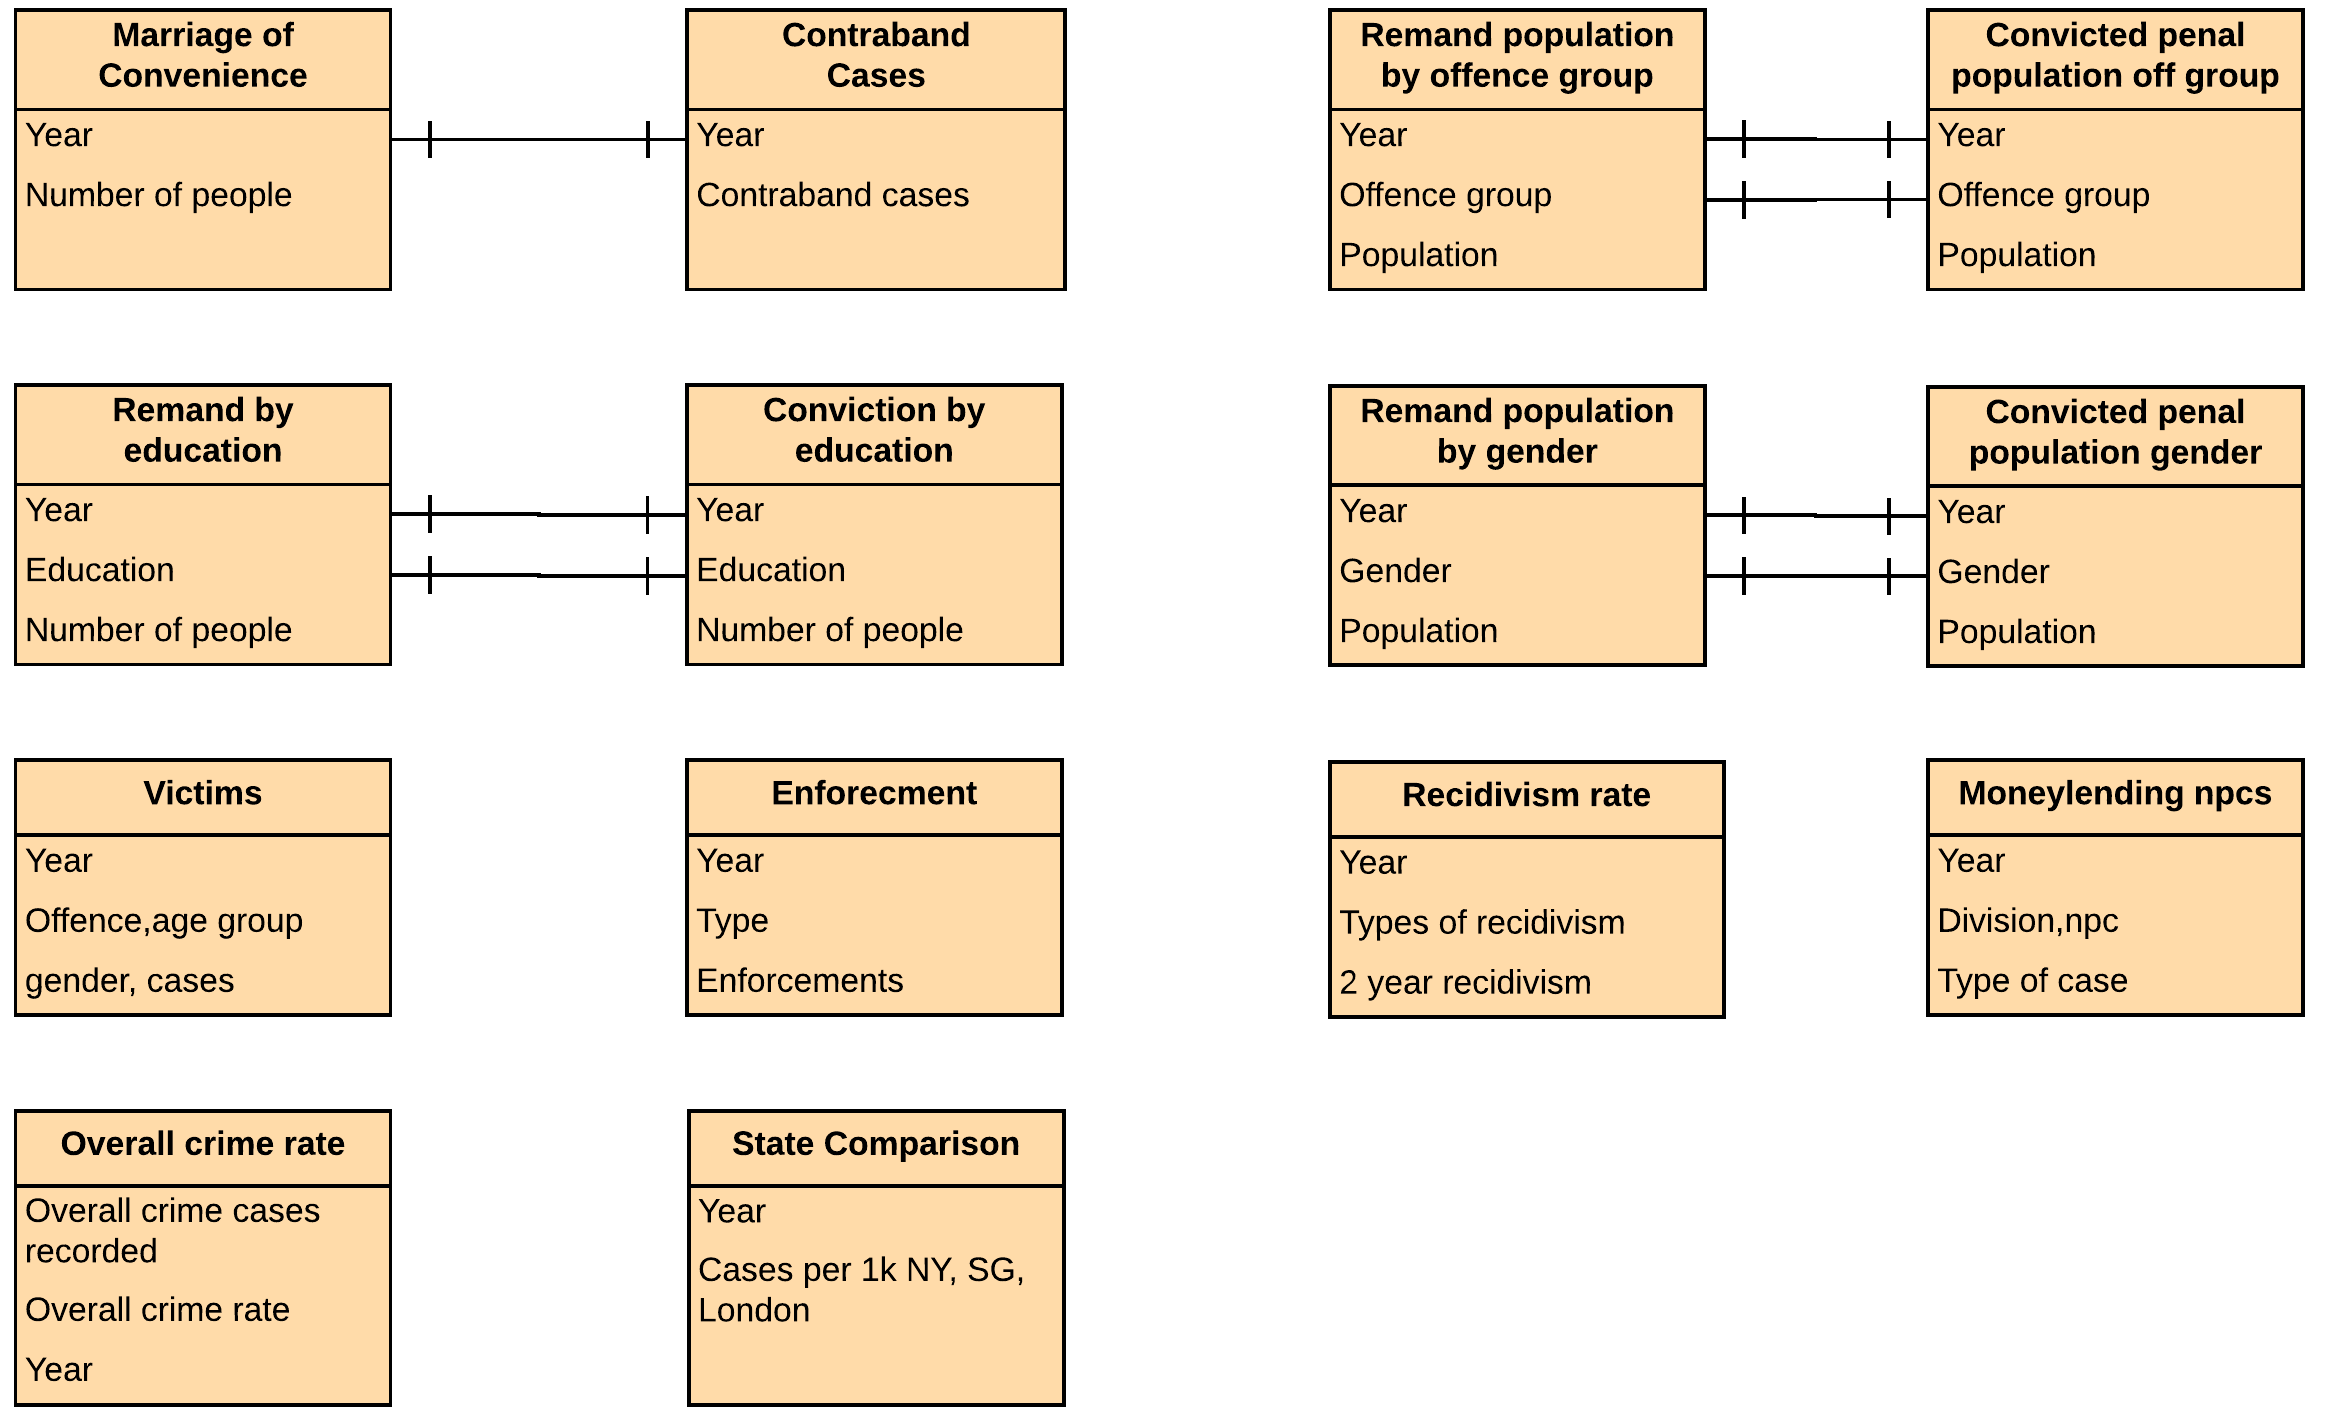 Marriage of
Convenience
Year
Number of people
Contraband
Cases
Year
Contraband cases
Remand population
by offence group
Year
Offence group
Population
Convicted penal
population off group
Year
Offence group
Population
Remand by
education
Year
Education
Number of people
Conviction by
education
Year
Education
Number of people
Remand population
by gender
Year
Gender
Population
Convicted penal
population gender
Year
Gender
Population
Victims
Year
Offence,age group
gender, cases
Enforecment
Year
Type
Enforcements
Recidivism rate
Year
Types of recidivism
2 year recidivism
Moneylending npcs
Year
Division,npc
Type of case
Overall crime rate
Overall crime cases
recorded
Overall crime rate
Year
State Comparison
Year
Cases per 1k NY, SG,
London